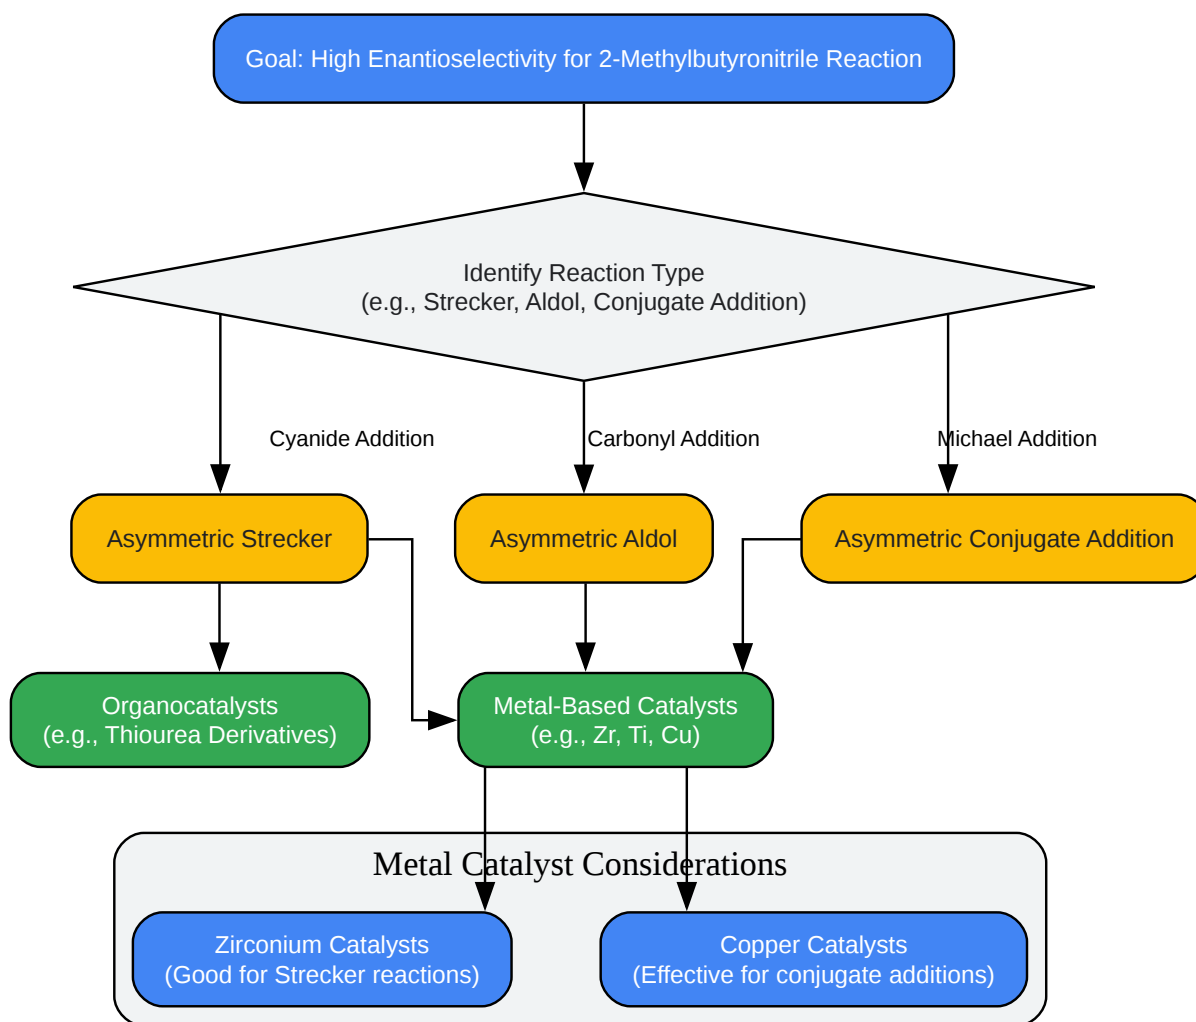 Goal: High Enantioselectivity for 2-Methylbutyronitrile Reaction
Identify Reaction Type
(e.g., Strecker, Aldol, Conjugate Addition)
Cyanide Addition
Carbonyl Addition
Michael Addition
Asymmetric Strecker
Asymmetric Aldol
Asymmetric Conjugate Addition
Organocatalysts
(e.g., Thiourea Derivatives)
Metal-Based Catalysts
(e.g., Zr, Ti, Cu)
Metal Catalyst Considerations
Zirconium Catalysts
(Good for Strecker reactions)
Copper Catalysts
(Effective for conjugate additions)